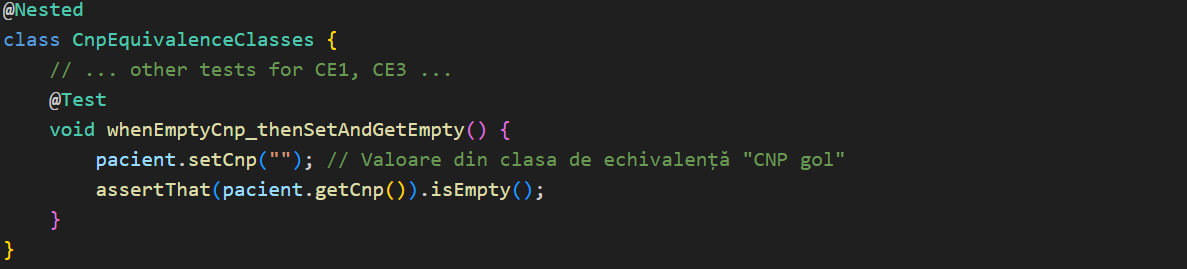 @Nested
class CnpEquivalenceClasses {
    // ... other tests for CE1, CE3 ...
    @Test
    void whenEmptyCnp_thenSetAndGetEmpty() {
        pacient.setCnp(""); // Valoare din clasa de echivalență "CNP gol"
        assertThat(pacient.getCnp()).isEmpty();
    }
}